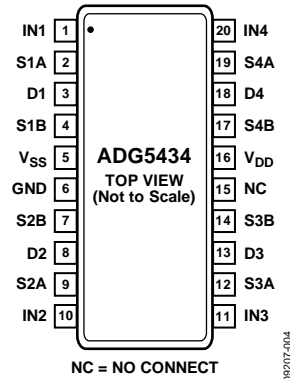 IN1 1 20 IN4
S1A 2 19 S4A
D1 3 18 D4
S1B 4 17 S4B
VSS 5 ADG5434 16 VDD
GND 6 TOP VIEW 15 NC
(Not to Scale)
S2B 7 14 S3B
D2 8 13 D3
S2A 9 12 S3A
IN2 10 11 IN3
NC = NO CONNECT
09207-004